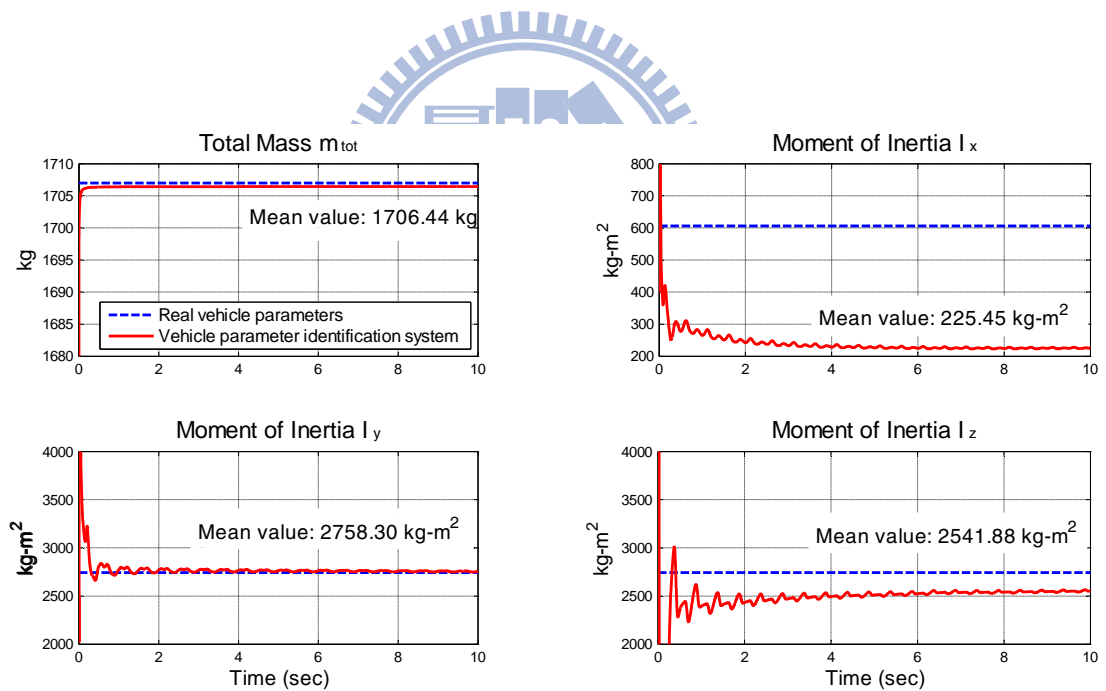 Total Mass m tot
1710
1705
1700
1695
1690
1685
1680
kg
Mean value: 1706.44 kg
Real vehicle parameters
Vehicle parameter identification system
0 2 4 6 8 10
Moment of Inertia I x
800
700
600
500
400
300
200
kg-m²
Mean value: 225.45 kg-m²
0 2 4 6 8 10
Moment of Inertia I y
4000
3500
3000
2500
2000
kg-m²
Mean value: 2758.30 kg-m²
0 2 4 6 8 10
Time (sec)
Moment of Inertia I z
4000
3500
3000
2500
2000
kg-m²
Mean value: 2541.88 kg-m²
0 2 4 6 8 10
Time (sec)